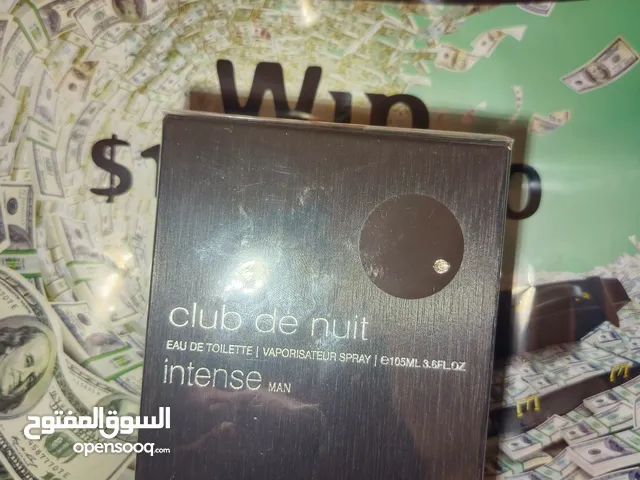 Win
$1
club de nuit
EAU DE TOILETTE | VAPORISATEUR SPRAY | ℮105ML 3.6FL.OZ
intense MAN
السوق المفتوح
opensooq.com